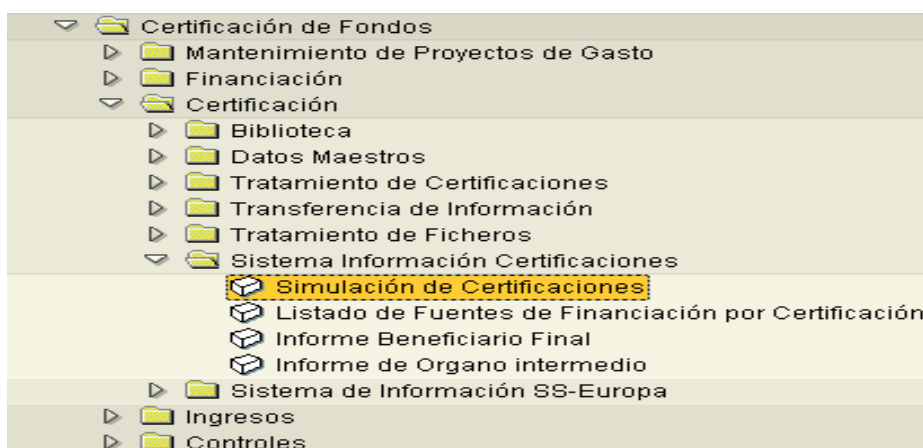 Certificación de Fondos
Mantenimiento de Proyectos de Gasto
Financiación
Certificación
Biblioteca
Datos Maestros
Tratamiento de Certificaciones
Transferencia de Información
Tratamiento de Ficheros
Sistema Información Certificaciones
Simulación de Certificaciones
Listado de Fuentes de Financiación por Certificación
Informe Beneficiario Final
Informe de Organo intermedio
Sistema de Información SS-Europa
Ingresos
Controles